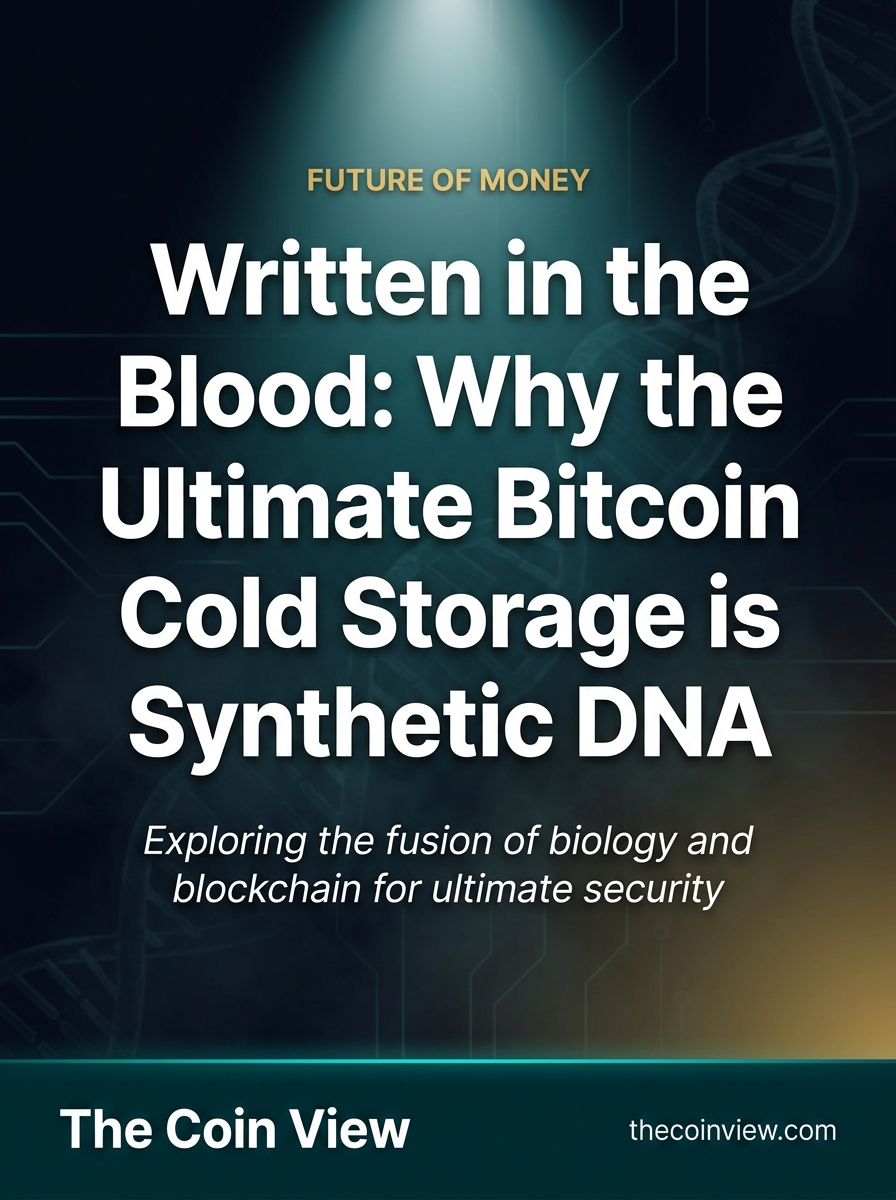 FUTURE OF MONEY
Written in the
Blood: Why the
Ultimate Bitcoin
Cold Storage is
Synthetic DNA
Exploring the fusion of biology and
blockchain for ultimate security
The Coin View
thecoinview.com